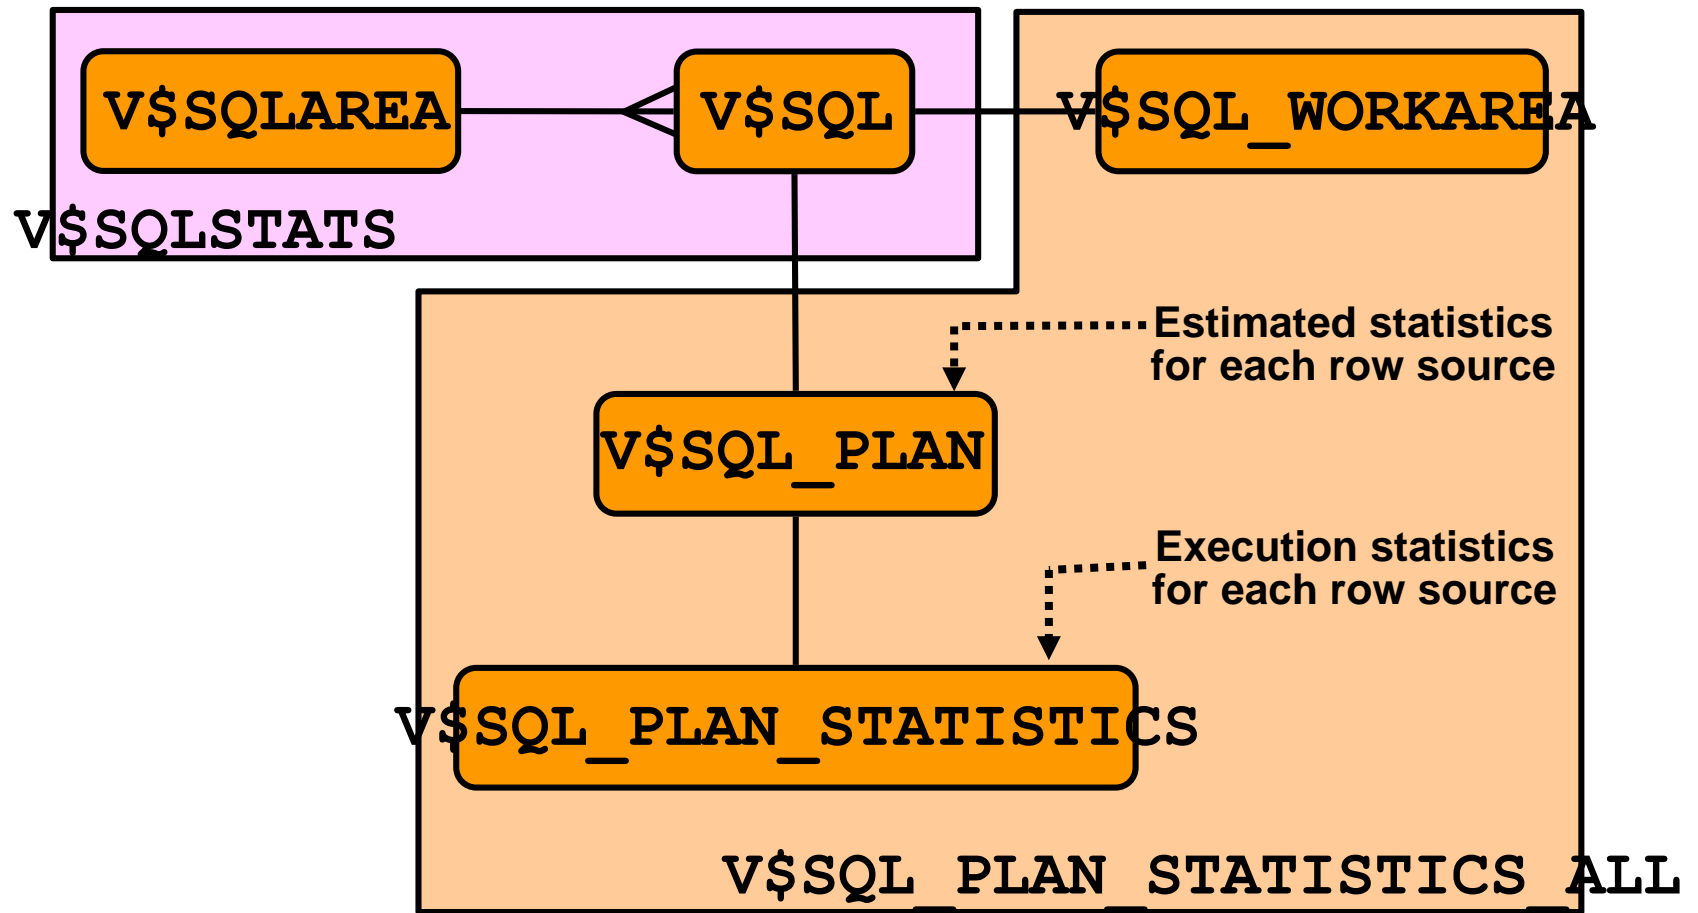 V$SQLAREA
V$SQL
V$SQL_WORKAREA
V$SQLSTATS
Estimated statistics
for each row source
V$SQL_PLAN
Execution statistics
for each row source
V$SQL_PLAN_STATISTICS
V$SQL_PLAN_STATISTICS_ALL